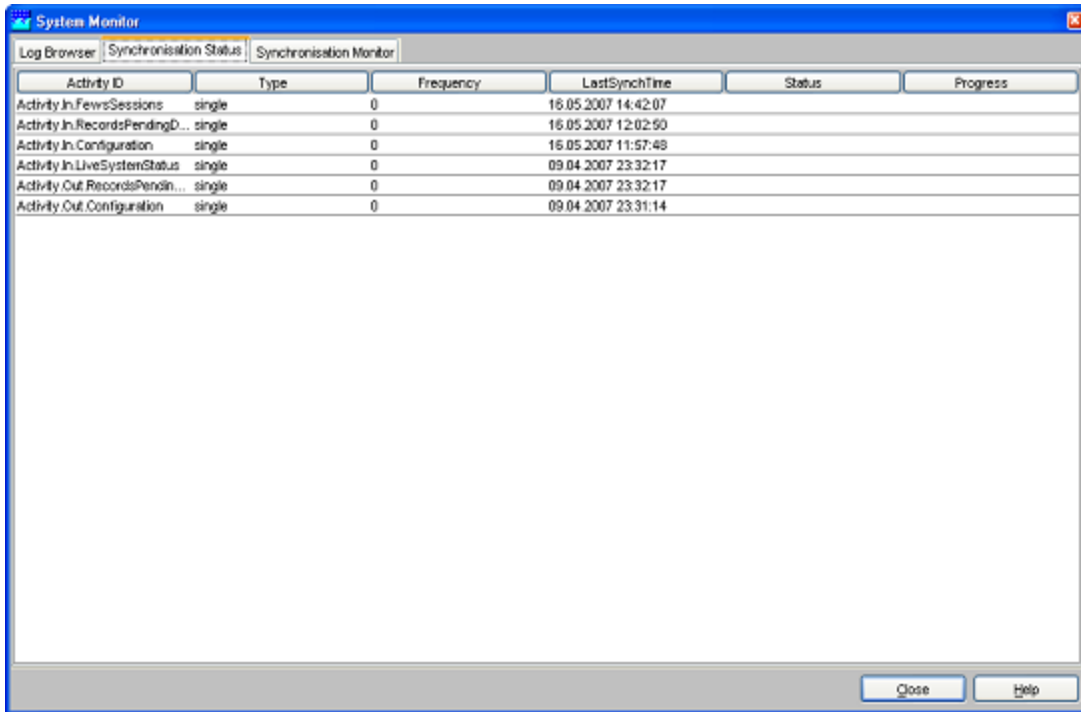 System Monitor
Log Browser Synchronisation Status Synchronisation Monitor
Activity ID Type Frequency LastSynchTime Status Progress
Activity.In.FewsSessions single 0 16.05.2007 14:42:07
Activity.In.RecordsPendingD... single 0 16.05.2007 12:02:50
Activity.In.Configuration single 0 16.05.2007 11:57:48
Activity.In.LiveSystemStatus single 0 09.04.2007 23:32:17
Activity.Out.RecordsPendin... single 0 09.04.2007 23:32:17
Activity.Out.Configuration single 0 09.04.2007 23:31:14
Close Help